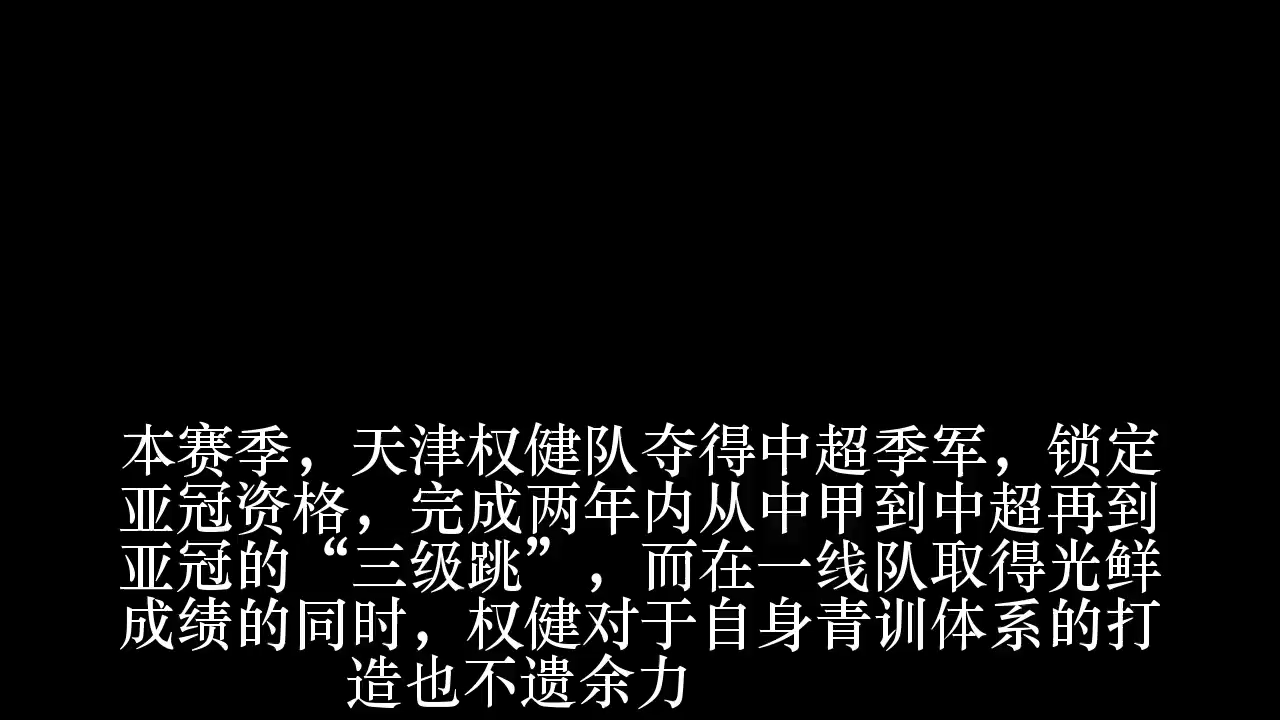 本赛季，天津权健队夺得中超季军，锁定
亚冠资格，完成两年内从中甲到中超再到
亚冠的“三级跳”，而在一线队取得光鲜
成绩的同时，权健对于自身青训体系的打
造也不遗余力